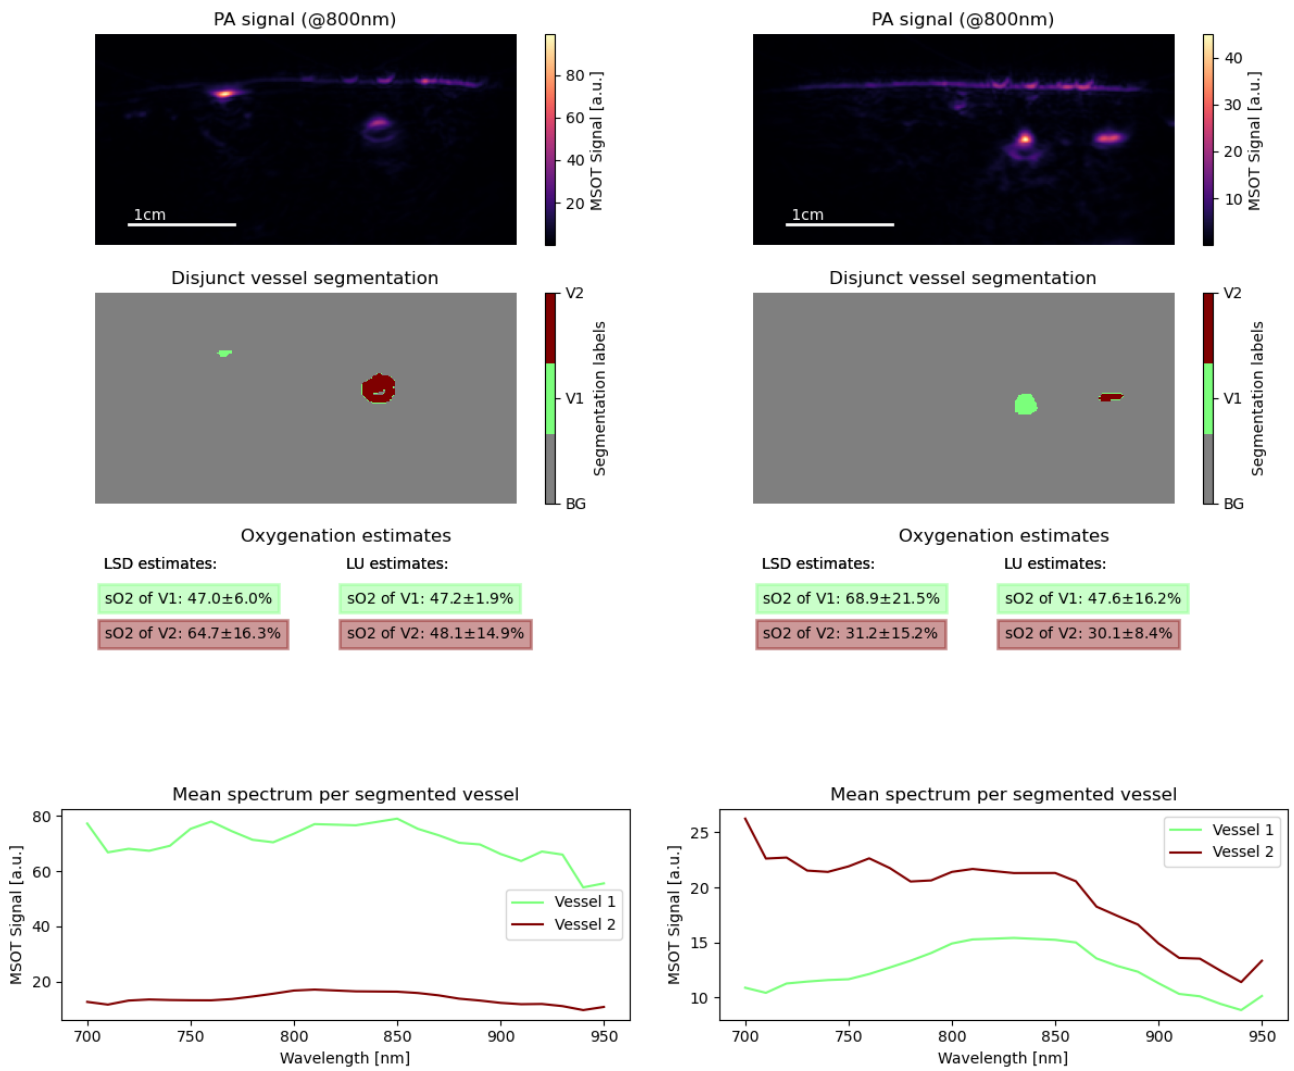 PA signal (@800nm)
1cm
80
60
40
20
MSOT Signal [a.u.]
PA signal (@800nm)
1cm
40
30
20
10
MSOT Signal [a.u.]
Disjunct vessel segmentation
V2
V1
BG
Segmentation labels
Disjunct vessel segmentation
V2
V1
BG
Segmentation labels
Oxygenation estimates
LSD estimates:
LU estimates:
sO2 of V1: 47.0±6.0%
sO2 of V1: 47.2±1.9%
sO2 of V2: 64.7±16.3%
sO2 of V2: 48.1±14.9%
Oxygenation estimates
LSD estimates:
LU estimates:
sO2 of V1: 68.9±21.5%
sO2 of V1: 47.6±16.2%
sO2 of V2: 31.2±15.2%
sO2 of V2: 30.1±8.4%
Mean spectrum per segmented vessel
80
60
40
20
MSOT Signal [a.u.]
Vessel 1
Vessel 2
700
750
800
850
900
950
Wavelength [nm]
Mean spectrum per segmented vessel
25
20
15
10
MSOT Signal [a.u.]
Vessel 1
Vessel 2
700
750
800
850
900
950
Wavelength [nm]